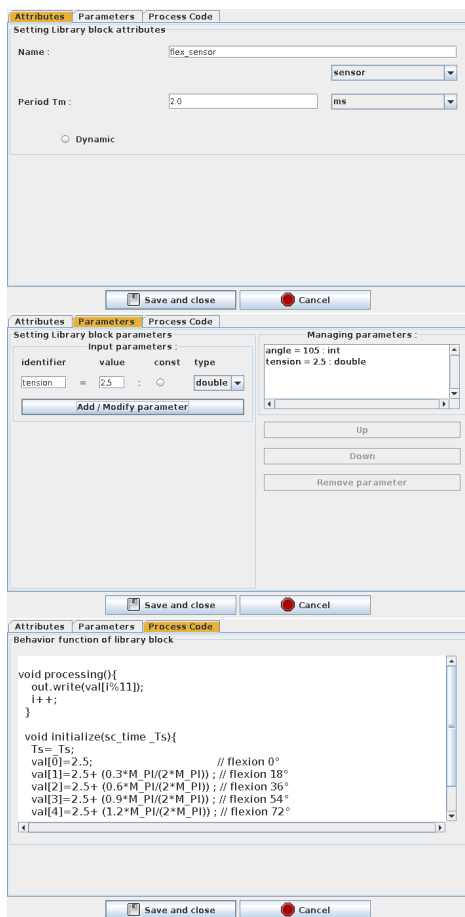 Attributes Parameters Process Code
Setting Library block attributes
Name : flex_sensor
sensor
Period Tm : 2.0 ms
Dynamic
Save and close Cancel
Attributes Parameters Process Code
Setting Library block parameters
Input parameters :
identifier value const type
tension = 2.5 : double
Add / Modify parameter
Managing parameters :
angle = 105 : int
tension = 2.5 : double
Up
Down
Remove parameter
Save and close Cancel
Attributes Parameters Process Code
Behavior function of library block
void processing(){
out.write(val[i%11]);
i++;
}
void initialize(sc_time _Ts){
Ts=_Ts;
val[0]=2.5; // flexion 0°
val[1]=2.5+ (0.3*M_PI/(2*M_PI)) ; // flexion 18°
val[2]=2.5+ (0.6*M_PI/(2*M_PI)) ; // flexion 36°
val[3]=2.5+ (0.9*M_PI/(2*M_PI)) ; // flexion 54°
val[4]=2.5+ (1.2*M_PI/(2*M_PI)) ; // flexion 72°
Save and close Cancel